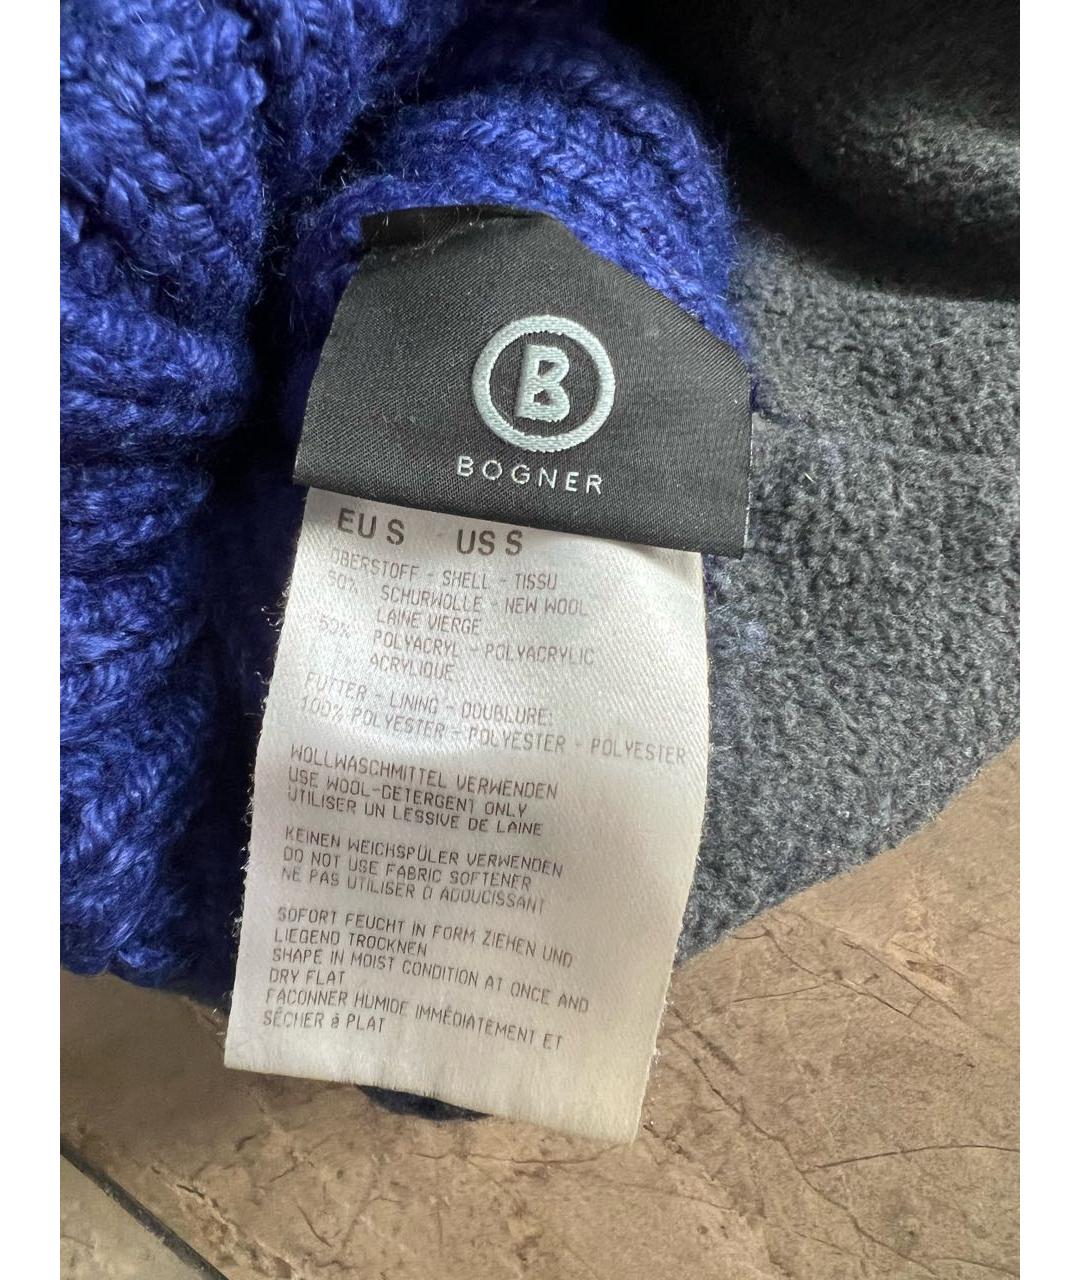 B
BOGNER
EU S US S
OBERSTOFF - SHELL - TISSU
50% SCHURWOLLE - NEW WOOL
LAINE VIERGE
50% POLYACRYL - POLYACRYLIC
ACRYLIQUE
FUTTER - LINING - DOUBLURE:
100% POLYESTER - POLYESTER - POLYESTER
WOLLWASCHMITTEL VERWENDEN
USE WOOL-DETERGENT ONLY
UTILISER UN LESSIVE DE LAINE
KEINEN WEICHSPÜLER VERWENDEN
DO NOT USE FABRIC SOFTENER
NE PAS UTILISER D ADOUCISSANT
SOFORT FEUCHT IN FORM ZIEHEN UND
LIEGEND TROCKNEN
SHAPE IN MOIST CONDITION AT ONCE AND
DRY FLAT
FACONNER HUMIDE IMMÉDIATEMENT ET
SÉCHER à PLAT